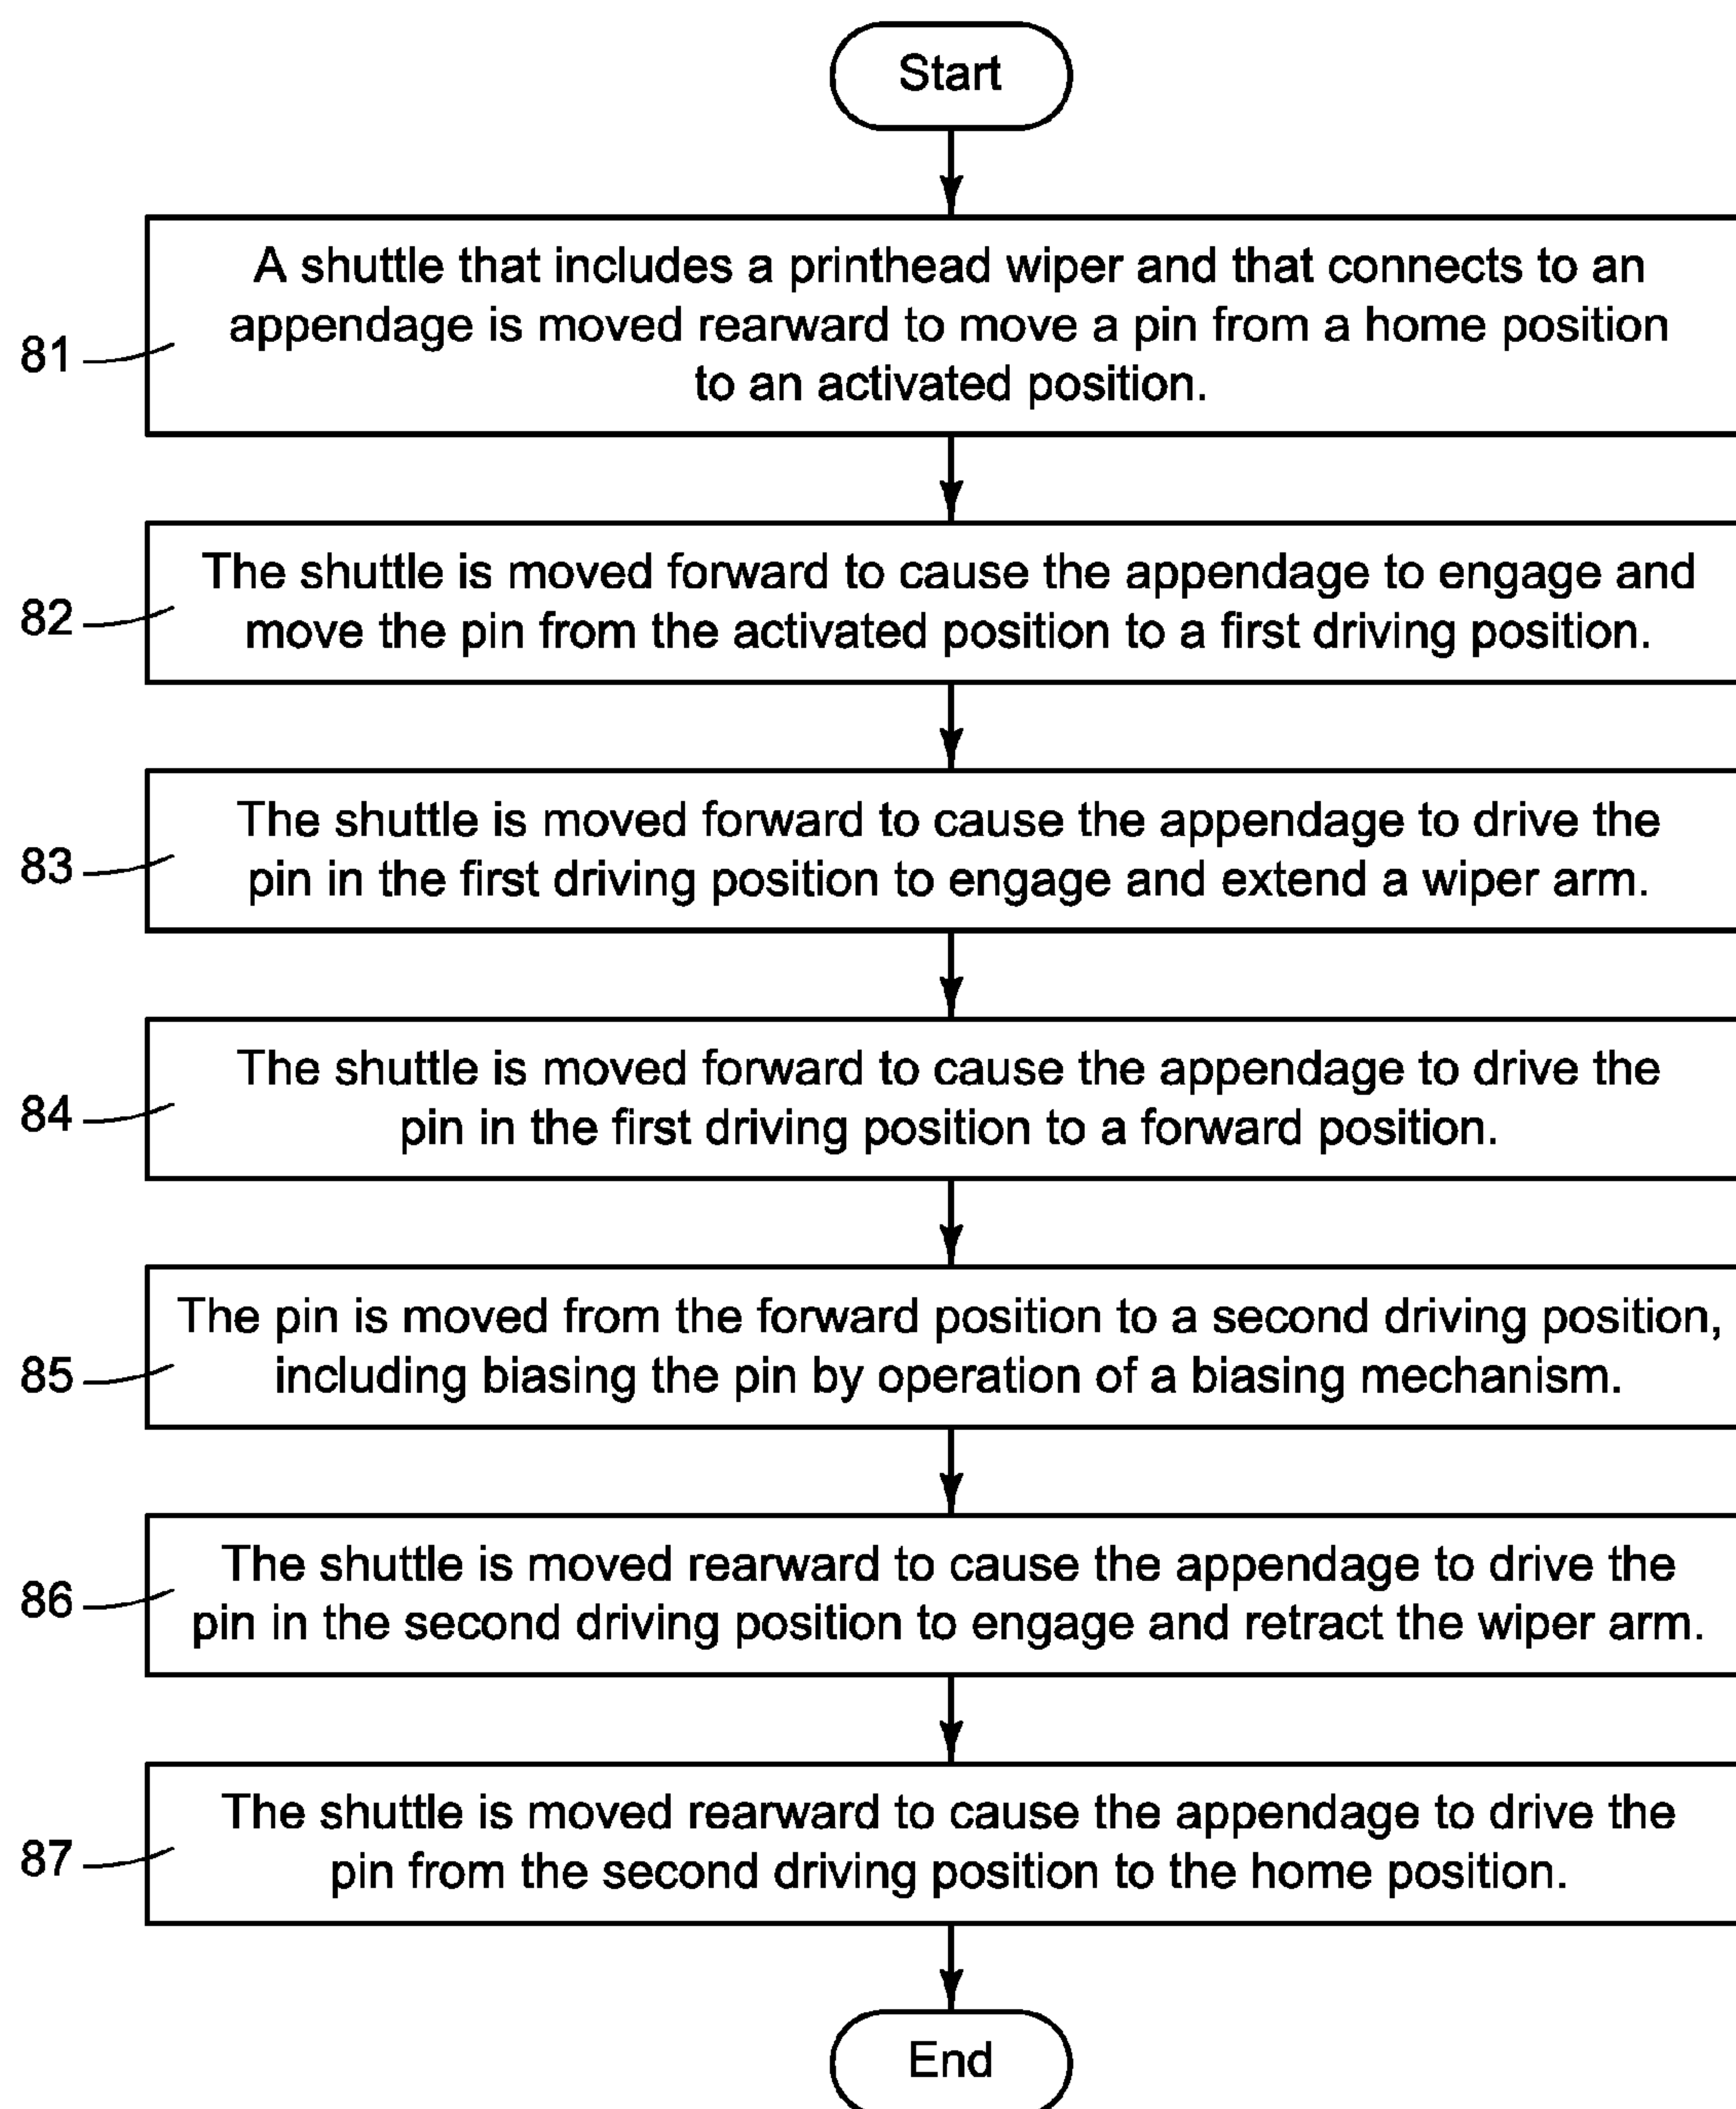 Start
A shuttle that includes a printhead wiper and that connects to an
appendage is moved rearward to move a pin from a home position
to an activated position.
81
The shuttle is moved forward to cause the appendage to engage and
move the pin from the activated position to a first driving position.
82
The shuttle is moved forward to cause the appendage to drive the
pin in the first driving position to engage and extend a wiper arm.
83
The shuttle is moved forward to cause the appendage to drive the
pin in the first driving position to a forward position.
84
The pin is moved from the forward position to a second driving position,
including biasing the pin by operation of a biasing mechanism.
85
The shuttle is moved rearward to cause the appendage to drive the
pin in the second driving position to engage and retract the wiper arm.
86
The shuttle is moved rearward to cause the appendage to drive the
pin from the second driving position to the home position.
87
End